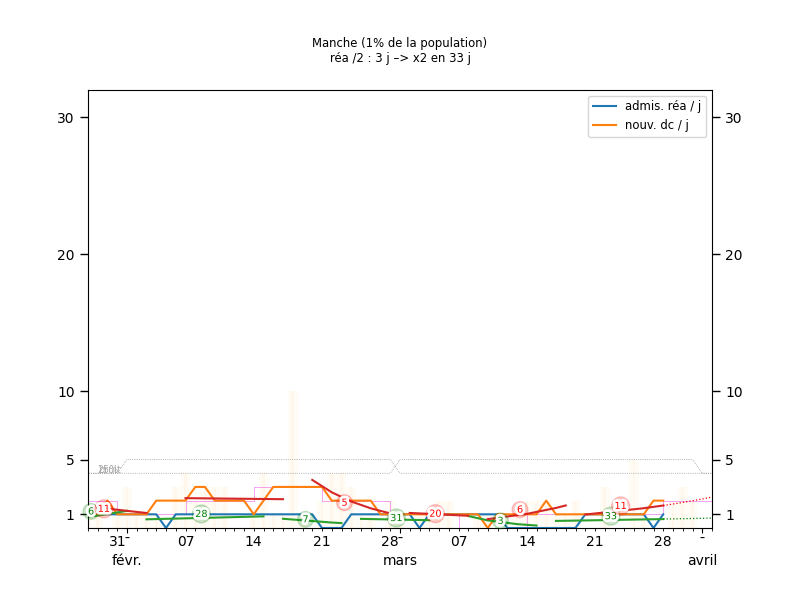 Manche (1% de la population)
réa /2 : 3 j –> x2 en 33 j
admis. réa / j
nouv. dc / j
30 30
20 20
10 10
5 5
1 1
6 11 28 7 5 31 20 3 6 33 11
31 07 14 21 28 07 14 21 28
févr. mars avril